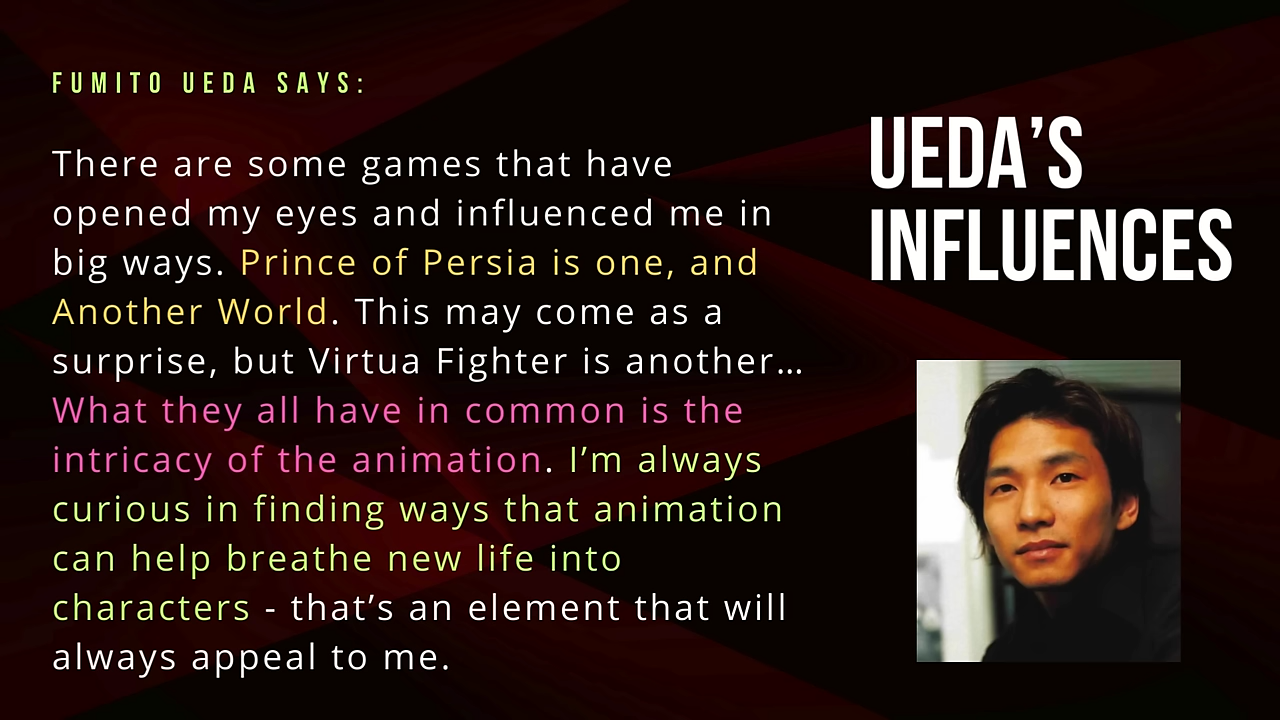 FUMITO UEDA SAYS:
There are some games that have
opened my eyes and influenced me in
big ways. Prince of Persia is one, and
Another World. This may come as a
surprise, but Virtua Fighter is another…
What they all have in common is the
intricacy of the animation. I’m always
curious in finding ways that animation
can help breathe new life into
characters - that’s an element that will
always appeal to me.
UEDA’S
INFLUENCES